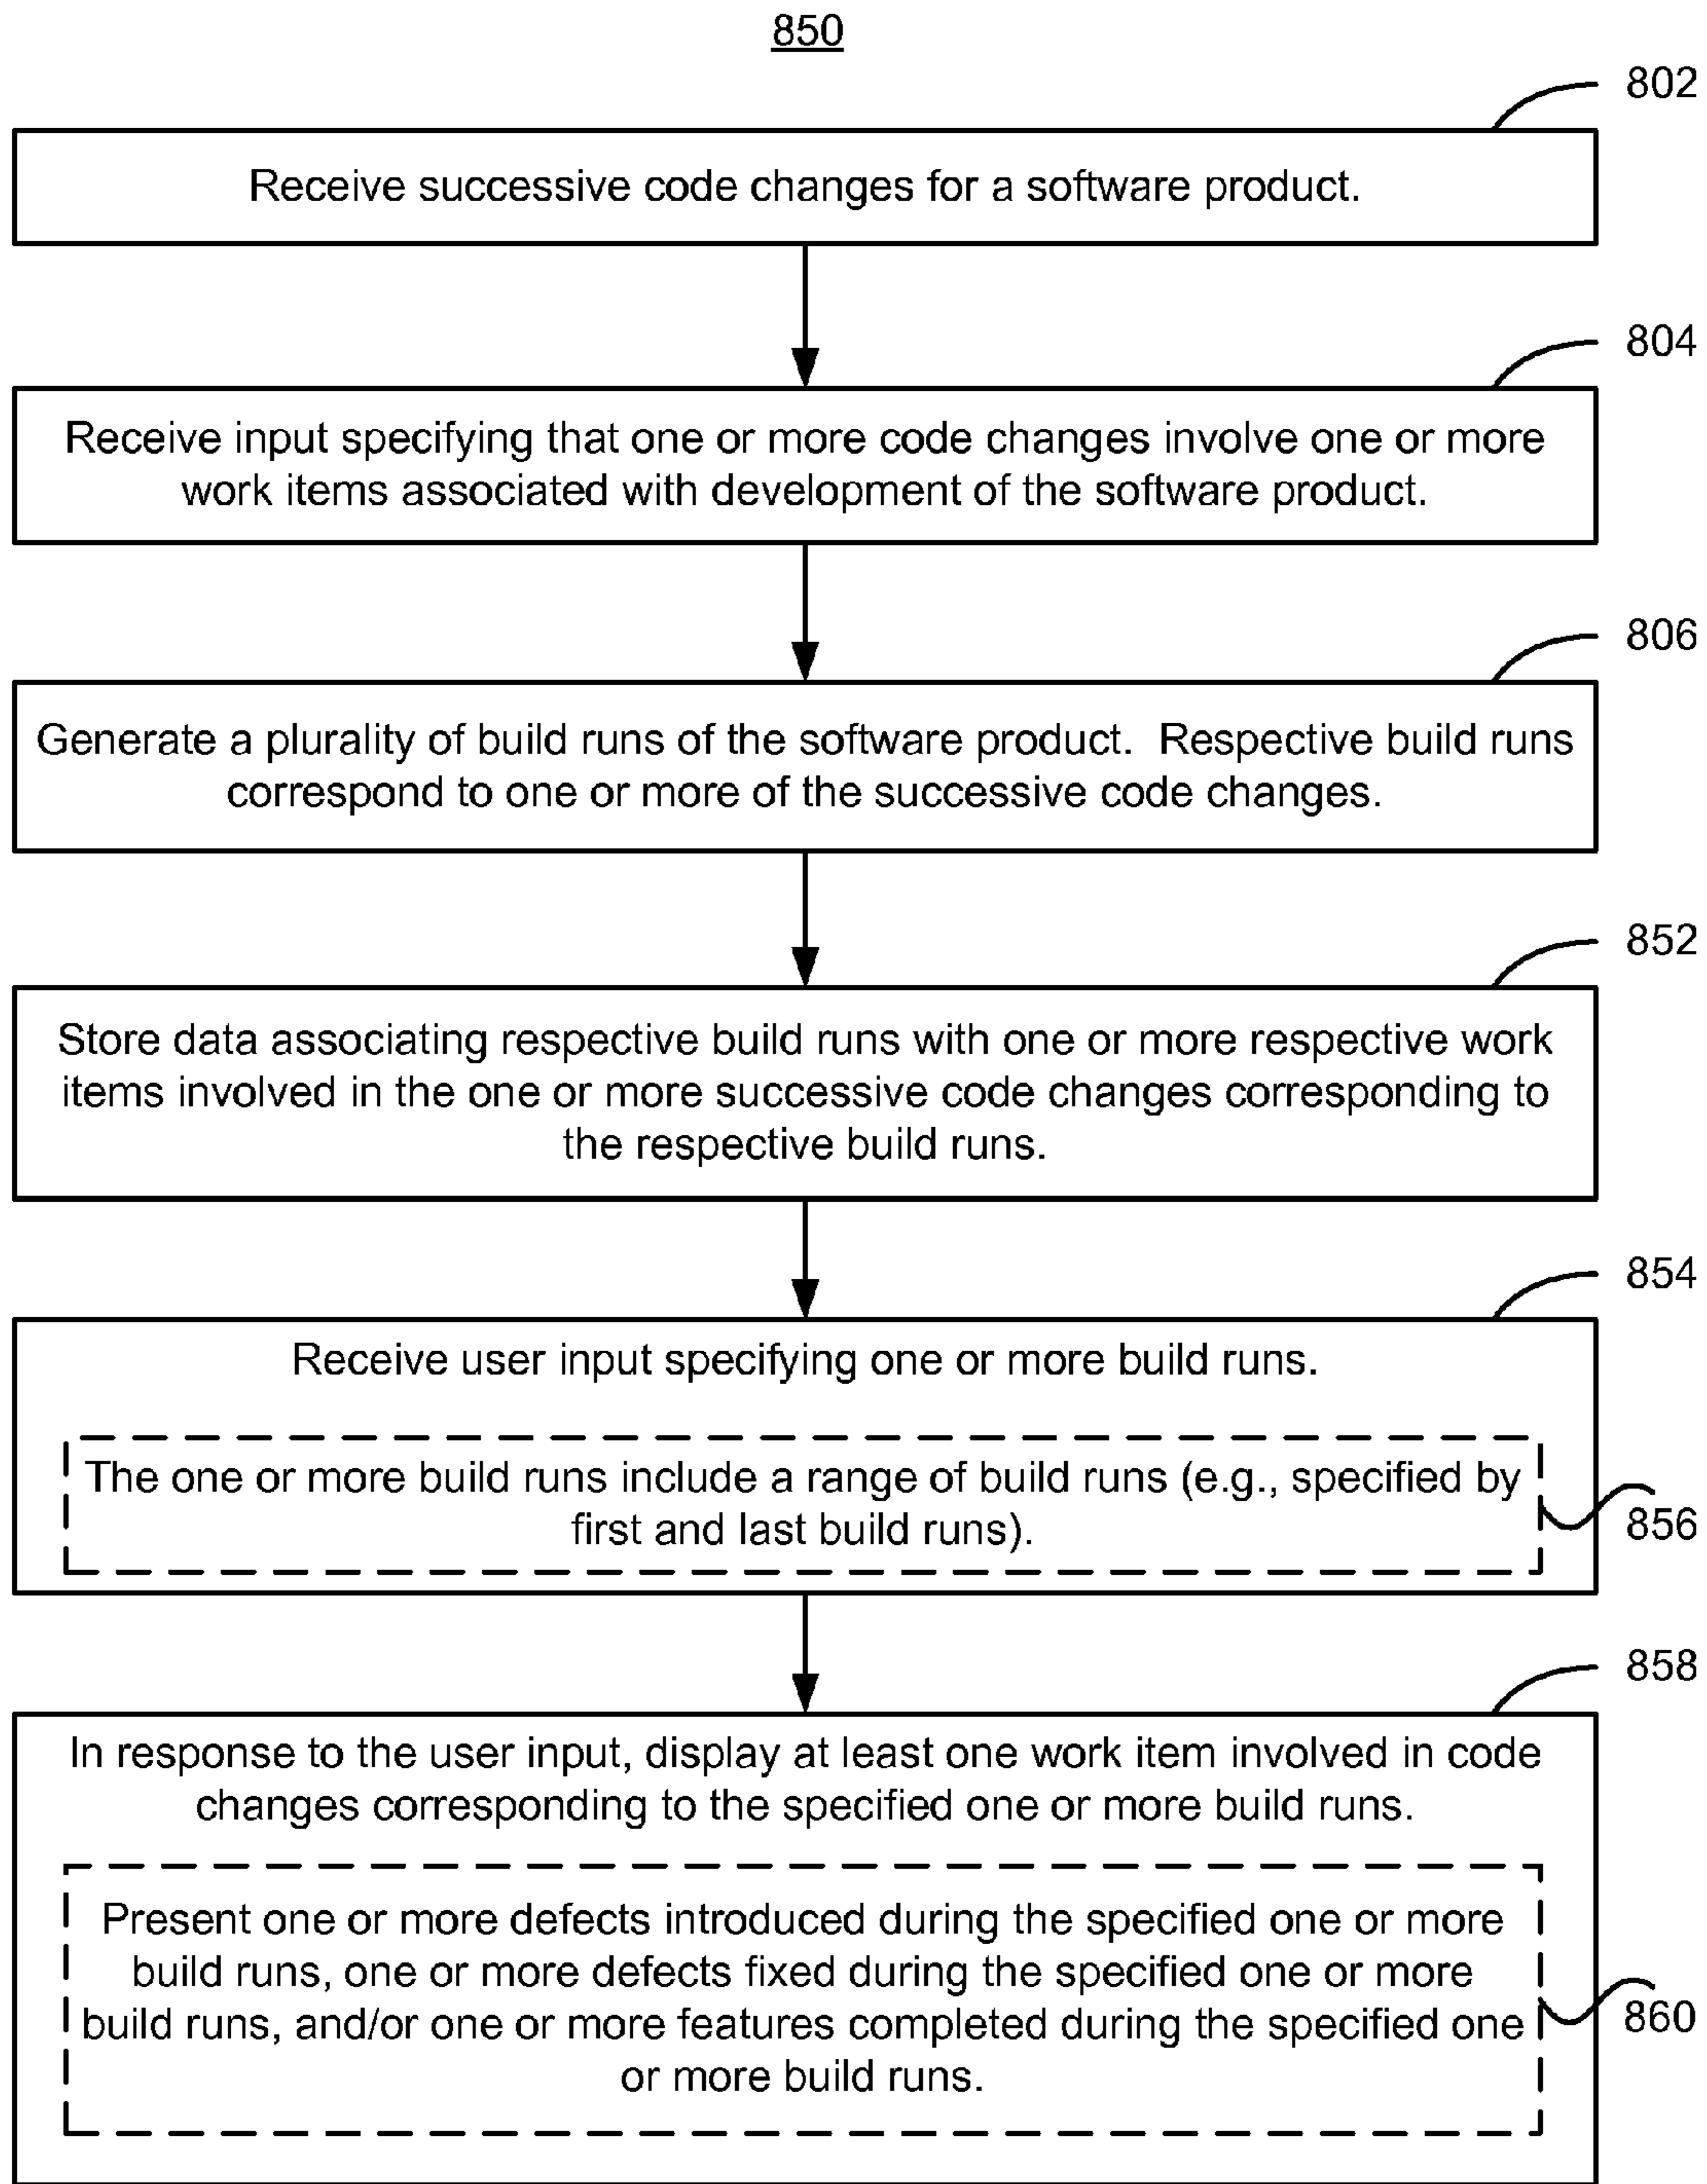 850
802
Receive successive code changes for a software product.
804
Receive input specifying that one or more code changes involve one or more
work items associated with development of the software product.
806
Generate a plurality of build runs of the software product.  Respective build runs
correspond to one or more of the successive code changes.
852
Store data associating respective build runs with one or more respective work
items involved in the one or more successive code changes corresponding to
the respective build runs.
854
Receive user input specifying one or more build runs.
The one or more build runs include a range of build runs (e.g., specified by
first and last build runs).
856
858
In response to the user input, display at least one work item involved in code
changes corresponding to the specified one or more build runs.
Present one or more defects introduced during the specified one or more
build runs, one or more defects fixed during the specified one or more
build runs, and/or one or more features completed during the specified one
or more build runs.
860